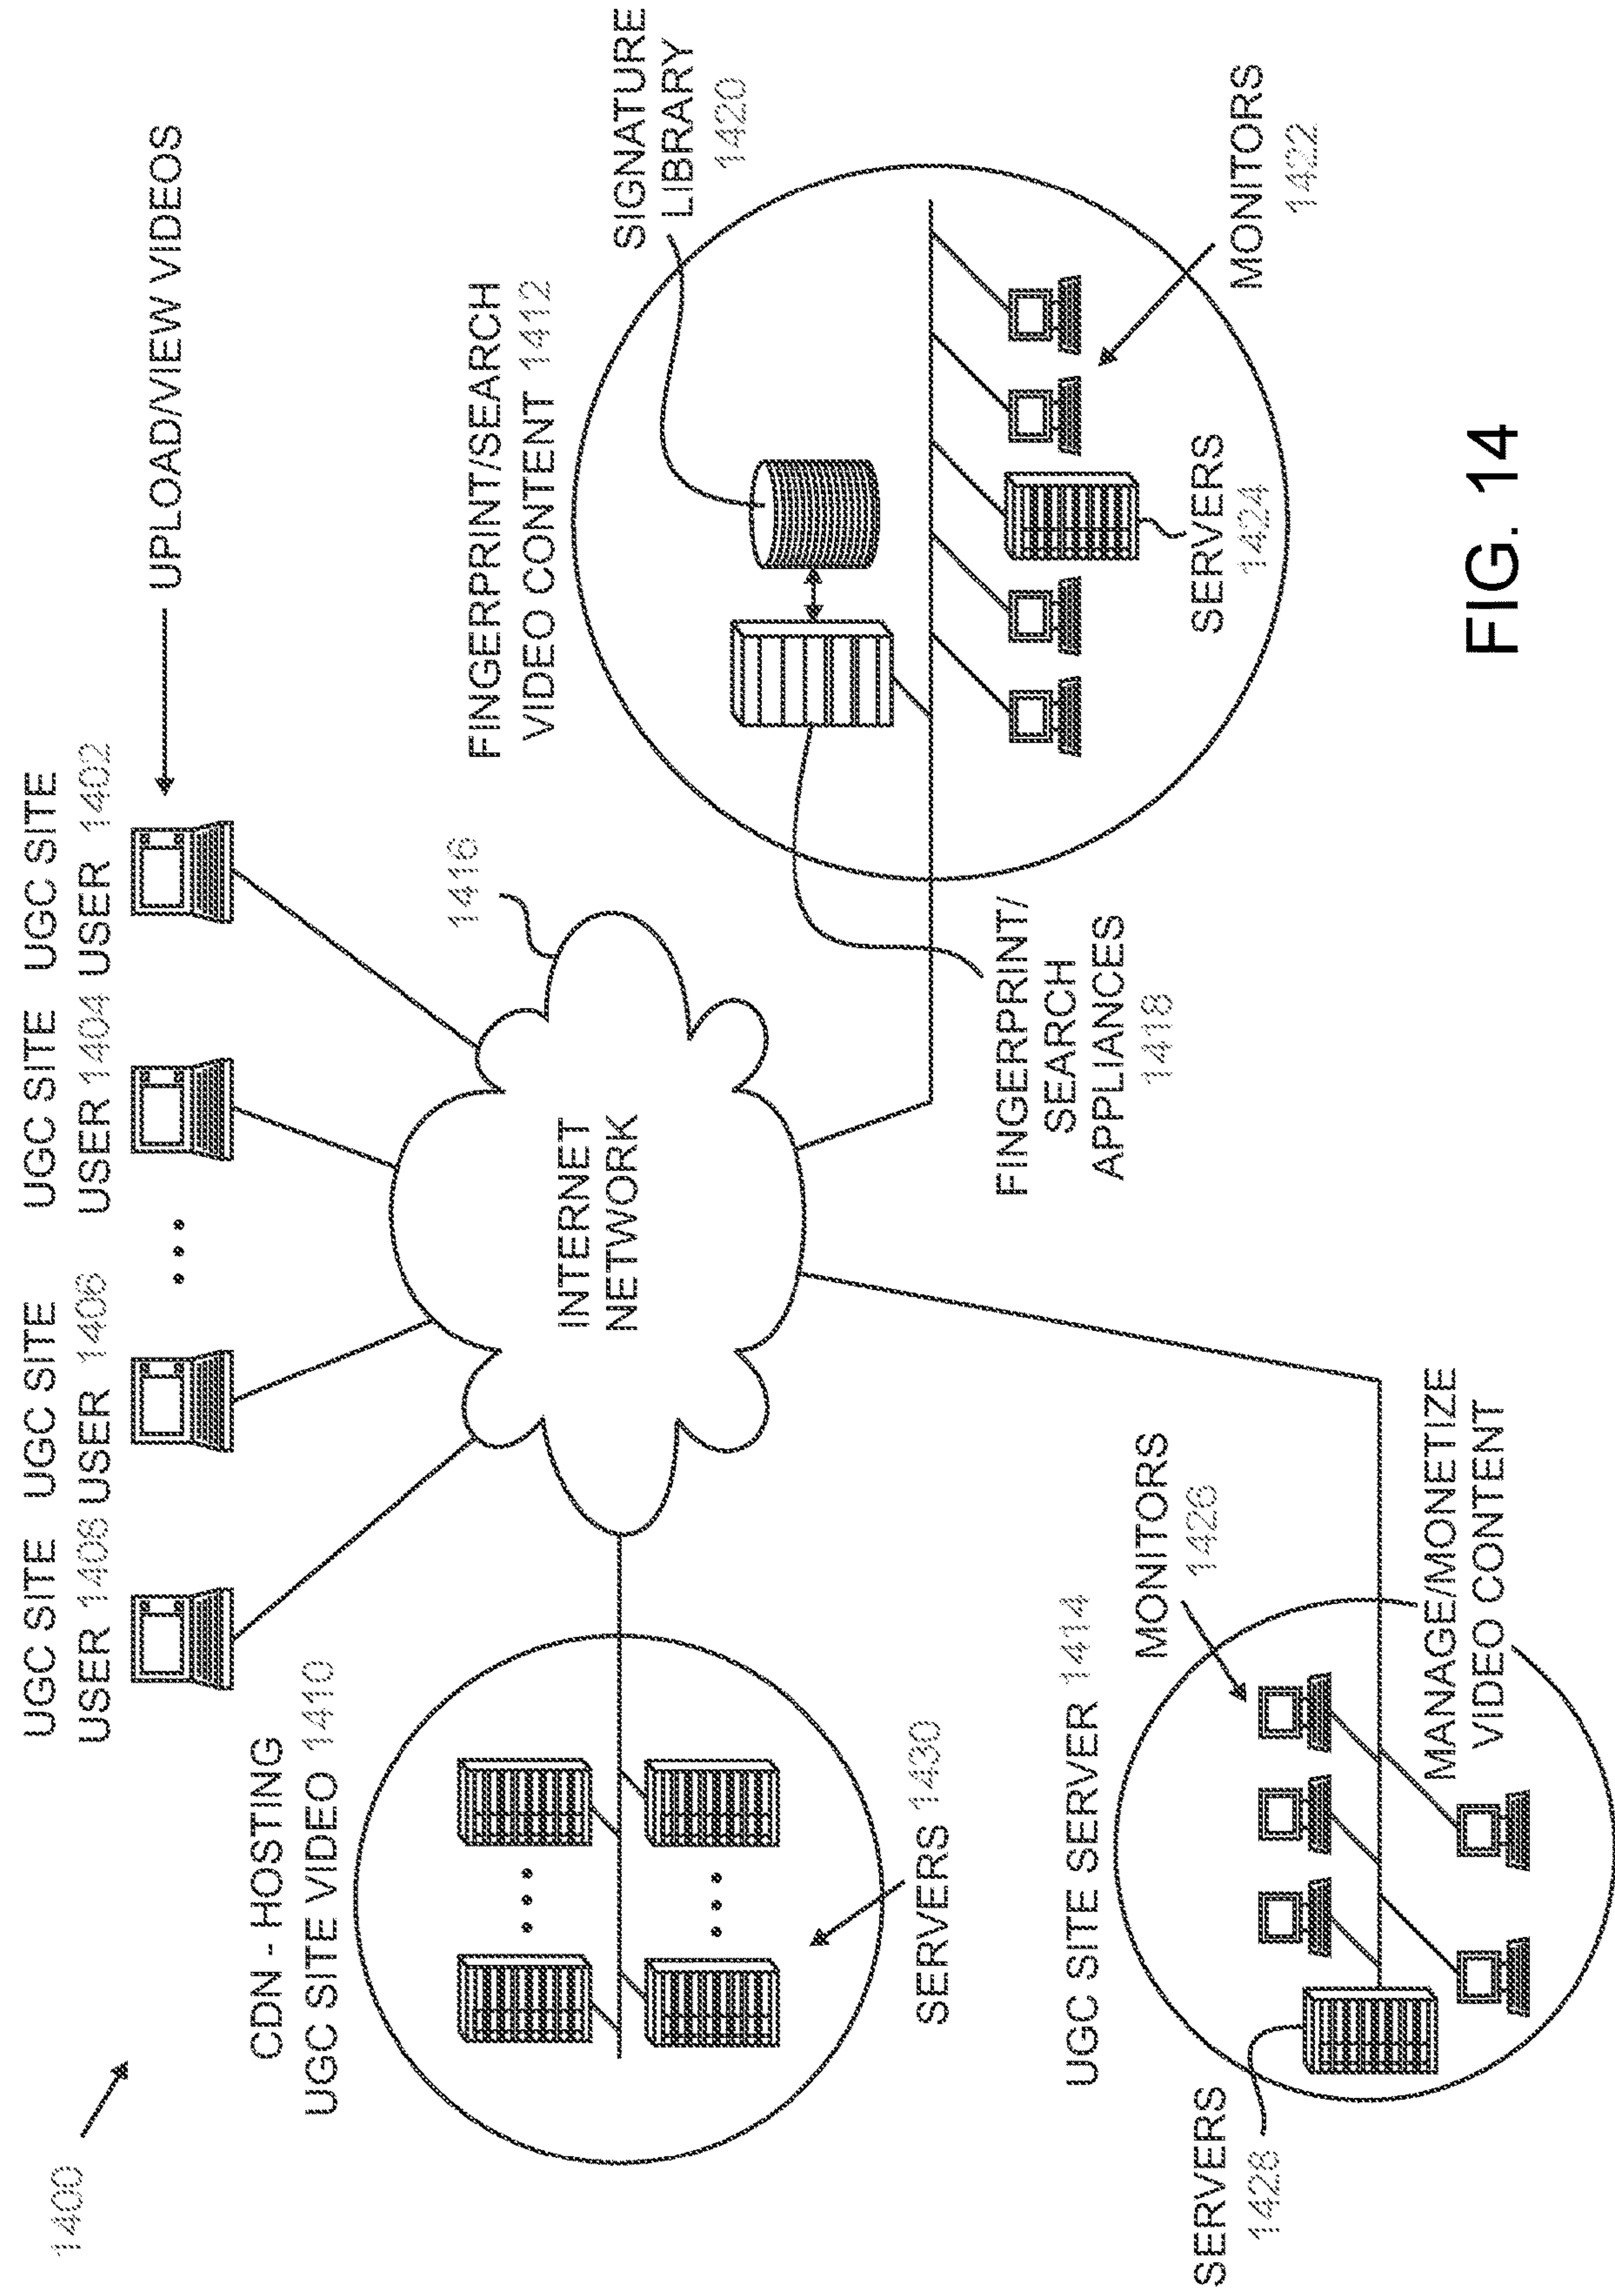 1400
UGC SITE
USER 1408
UGC SITE
USER 1406
UGC SITE
USER 1404
UGC SITE
USER 1402
UPLOAD/VIEW VIDEOS
CDN - HOSTING
UGC SITE VIDEO 1410
SERVERS 1430
INTERNET
NETWORK
1416
FINGERPRINT/SEARCH
VIDEO CONTENT 1412
SIGNATURE
LIBRARY
1420
FINGERPRINT/
SEARCH
APPLIANCES
1418
SERVERS
1424
MONITORS
1422
UGC SITE SERVER 1414
MONITORS
1426
SERVERS
1428
MANAGE/MONETIZE
VIDEO CONTENT
FIG. 14